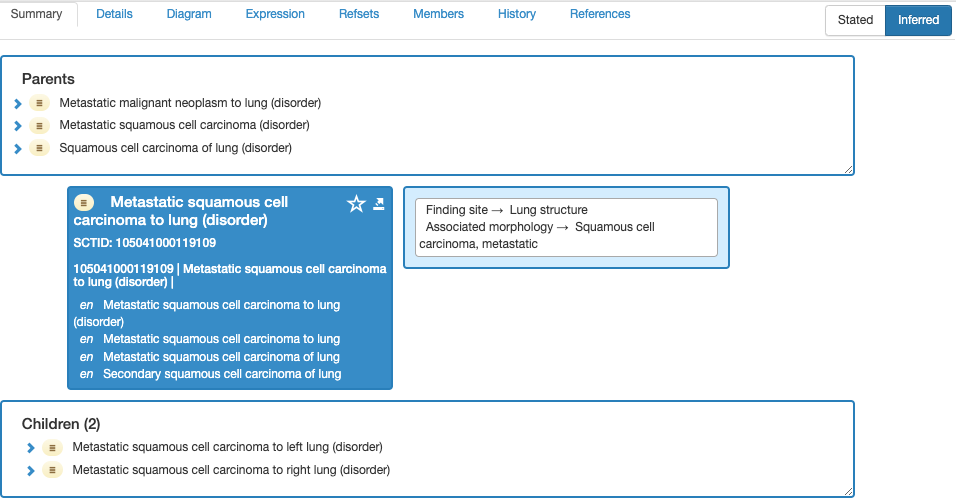 Summary Details Diagram Expression Refsets Members History References
Stated Inferred
Parents
Metastatic malignant neoplasm to lung (disorder)
Metastatic squamous cell carcinoma (disorder)
Squamous cell carcinoma of lung (disorder)
Metastatic squamous cell
carcinoma to lung (disorder)
SCTID: 105041000119109
105041000119109 | Metastatic squamous cell carcinoma
to lung (disorder) |
en Metastatic squamous cell carcinoma to lung
(disorder)
en Metastatic squamous cell carcinoma to lung
en Metastatic squamous cell carcinoma of lung
en Secondary squamous cell carcinoma of lung
Finding site → Lung structure
Associated morphology → Squamous cell
carcinoma, metastatic
Children (2)
Metastatic squamous cell carcinoma to left lung (disorder)
Metastatic squamous cell carcinoma to right lung (disorder)